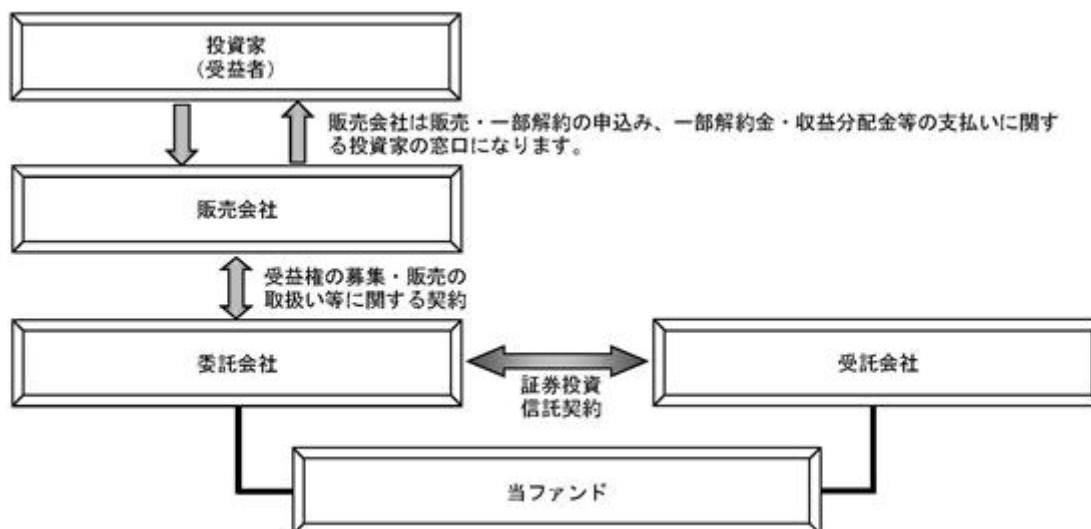 投資家
（受益者）
販売会社は販売・一部解約の申込み、一部解約金・収益分配金等の支払いに関す
る投資家の窓口になります。
販売会社
受益権の募集・販売の
取扱い等に関する契約
委託会社
受託会社
証券投資
信託契約
当ファンド